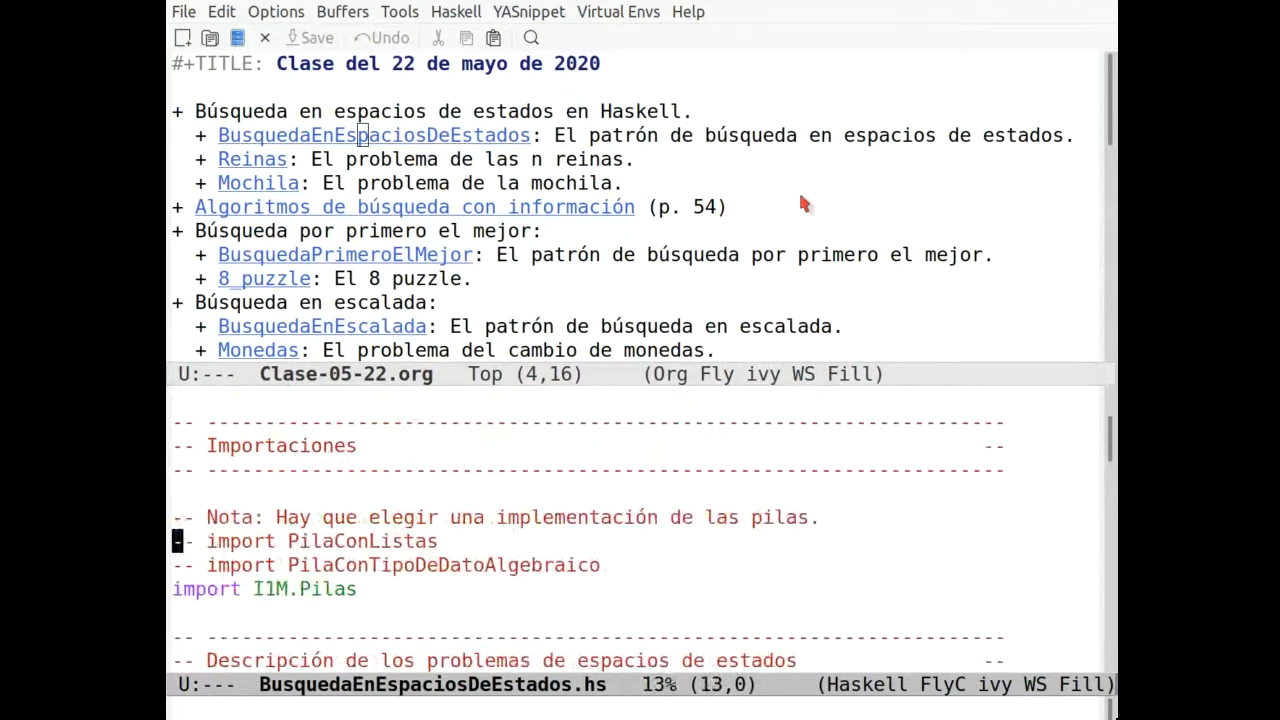 File Edit Options Buffers Tools Haskell YASnippet Virtual Envs Help
Save Undo
#+TITLE: Clase del 22 de mayo de 2020
+ Búsqueda en espacios de estados en Haskell.
+ BusquedaEnEspaciosDeEstados: El patrón de búsqueda en espacios de estados.
+ Reinas: El problema de las n reinas.
+ Mochila: El problema de la mochila.
+ Algoritmos de búsqueda con información (p. 54)
+ Búsqueda por primero el mejor:
+ BusquedaPrimeroElMejor: El patrón de búsqueda por primero el mejor.
+ 8_puzzle: El 8 puzzle.
+ Búsqueda en escalada:
+ BusquedaEnEscalada: El patrón de búsqueda en escalada.
+ Monedas: El problema del cambio de monedas.
U:--- Clase-05-22.org Top (4,16) (Org Fly ivy WS Fill)
-- ---------------------------------------------------------------------
-- Importaciones --
-- ---------------------------------------------------------------------
-- Nota: Hay que elegir una implementación de las pilas.
-- import PilaConListas
-- import PilaConTipoDeDatoAlgebraico
import I1M.Pilas
-- ---------------------------------------------------------------------
-- Descripción de los problemas de espacios de estados --
U:--- BusquedaEnEspaciosDeEstados.hs 13% (13,0) (Haskell FlyC ivy WS Fill)